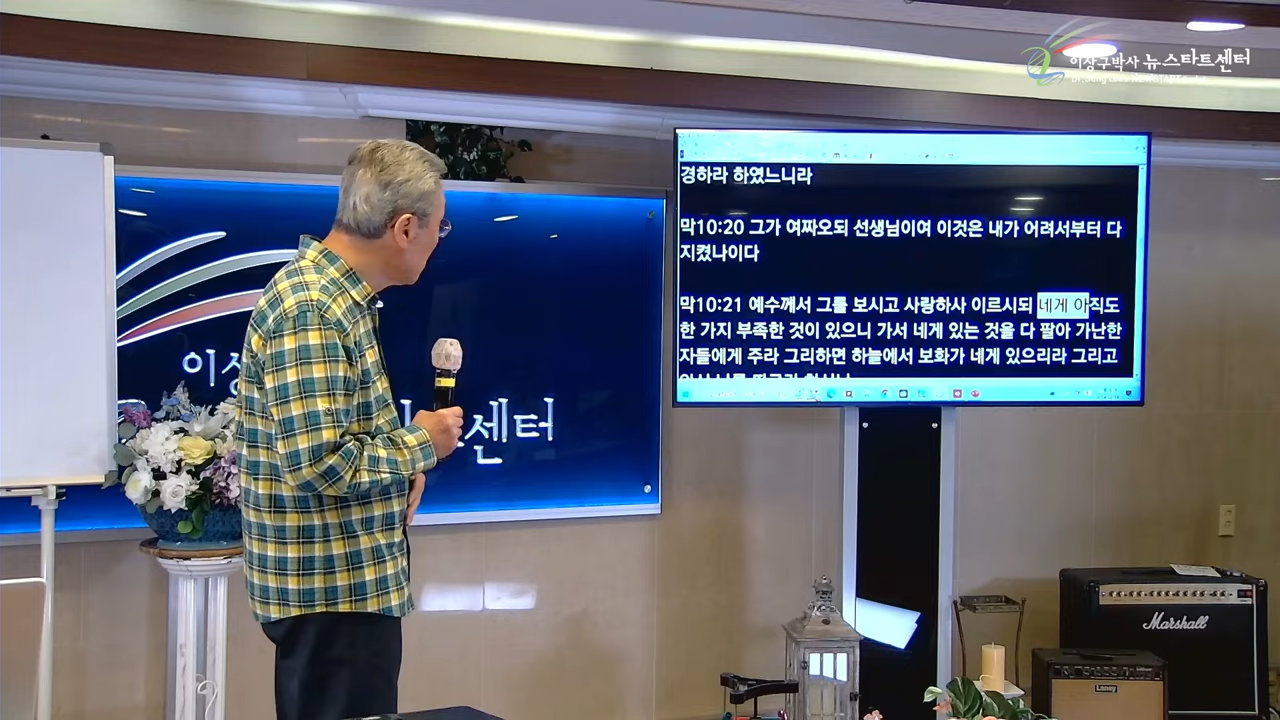 이상구박사 뉴스타트센터
경하라 하였느니라
막10:20 그가 여짜오되 선생님이여 이것은 내가 어려서부터 다
지켰나이다
막10:21 예수께서 그를 보시고 사랑하사 이르시되 네게 아직도
한 가지 부족한 것이 있으니 가서 네게 있는 것을 다 팔아 가난한
자들에게 주라 그리하면 하늘에서 보화가 네게 있으리라 그리고
이상
센터
Marshall
Laney